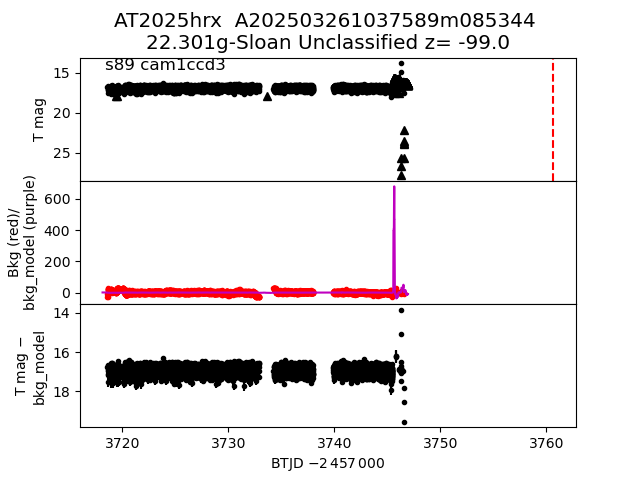 AT2025hrx  A202503261037589m085344
22.301g-Sloan Unclassified z= -99.0
s89 cam1ccd3
15
20
25
T mag
600
400
200
0
Bkg (red)/
bkg_model (purple)
14
16
18
T mag −
bkg_model
3720
3730
3740
3750
3760
BTJD −2 457 000